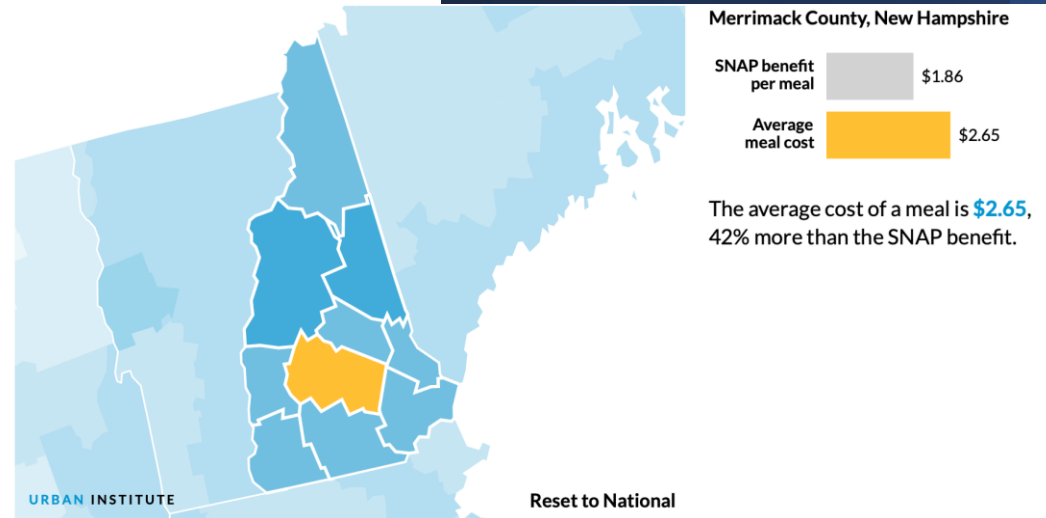 Merrimack County, New Hampshire
SNAP benefit
per meal
$1.86
Average
meal cost
$2.65
The average cost of a meal is $2.65,
42% more than the SNAP benefit.
URBAN INSTITUTE
Reset to National